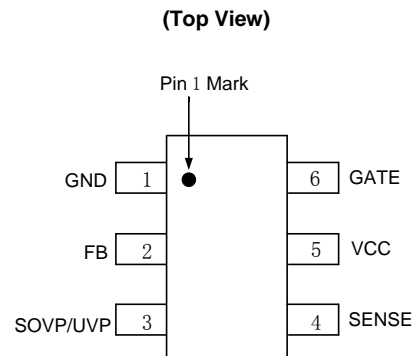 (Top View)
Pin 1 Mark
GND 1 6 GATE
FB 2 5 VCC
SOVP/UVP 3 4 SENSE